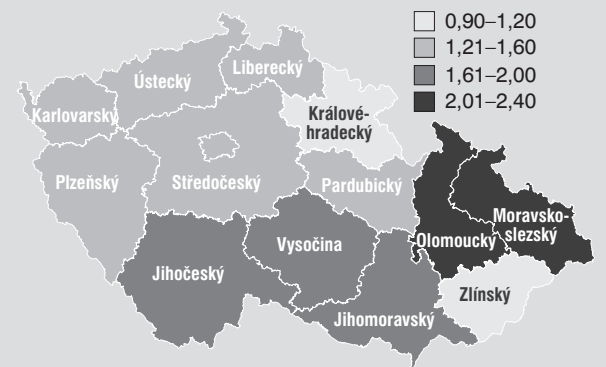 0,90–1,20
1,21–1,60
1,61–2,00
2,01–2,40
Liberecký
Ústecký
Karlovarský
Králové-
hradecký
Plzeňský
Středočeský
Pardubický
Moravsko-
slezský
Olomoucký
Vysočina
Jihočeský
Zlínský
Jihomoravský